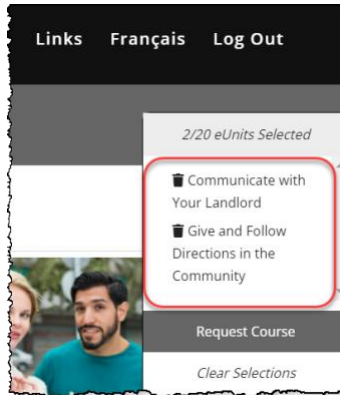 Links Français Log Out
2/20 eUnits Selected
Communicate with
Your Landlord
Give and Follow
Directions in the
Community
Request Course
Clear Selections